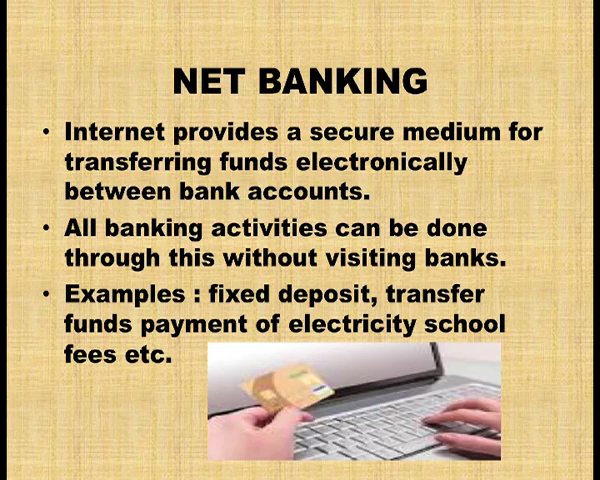 NET BANKING
• Internet provides a secure medium for
transferring funds electronically
between bank accounts.
• All banking activities can be done
through this without visiting banks.
• Examples : fixed deposit, transfer
funds payment of electricity school
fees etc.